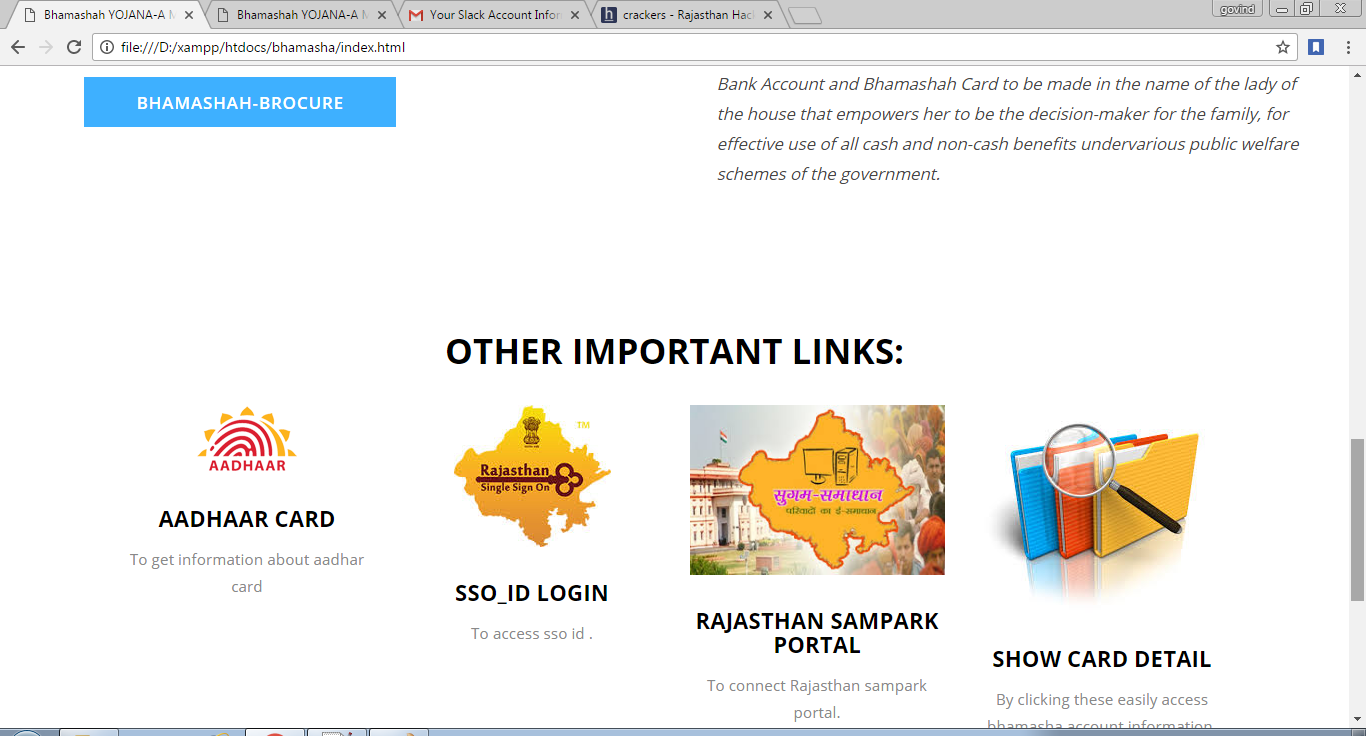 Bhamashah YOJANA-A M
Bhamashah YOJANA-A M
Your Slack Account Infor
crackers - Rajasthan Hac
govind
file:///D:/xampp/htdocs/bhamasha/index.html
BHAMASHAH-BROCURE
Bank Account and Bhamashah Card to be made in the name of the lady of
the house that empowers her to be the decision-maker for the family, for
effective use of all cash and non-cash benefits undervarious public welfare
schemes of the government.
OTHER IMPORTANT LINKS:
AADHAAR
AADHAAR CARD
To get information about aadhar
card
TM
Rajasthan
Single Sign On
SSO_ID LOGIN
To access sso id .
सुगम-समाधान
परिवादों का ई-समाधान
RAJASTHAN SAMPARK
PORTAL
To connect Rajasthan sampark
portal.
SHOW CARD DETAIL
By clicking these easily access
bhamasha account information